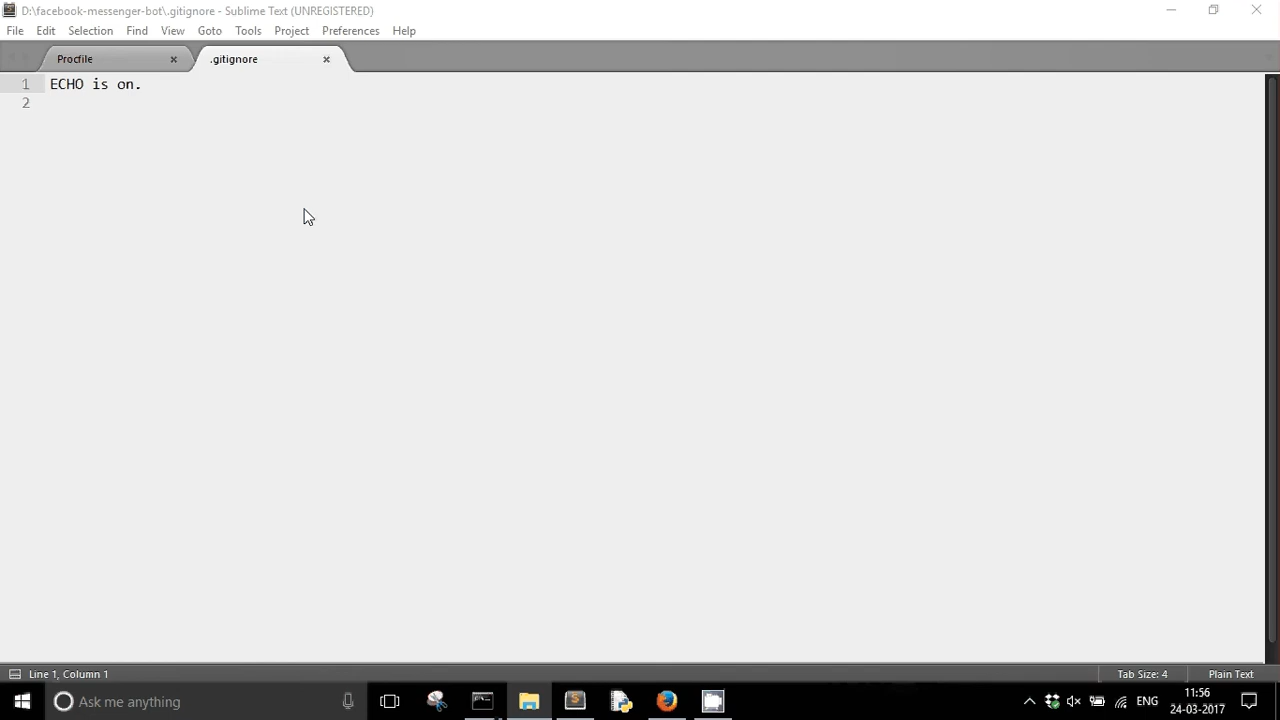 D:\facebook-messenger-bot\.gitignore - Sublime Text (UNREGISTERED)
File Edit Selection Find View Goto Tools Project Preferences Help
Procfile × .gitignore ×
1 ECHO is on.
2
Line 1, Column 1 Tab Size: 4 Plain Text
Ask me anything ENG 11:56
24-03-2017